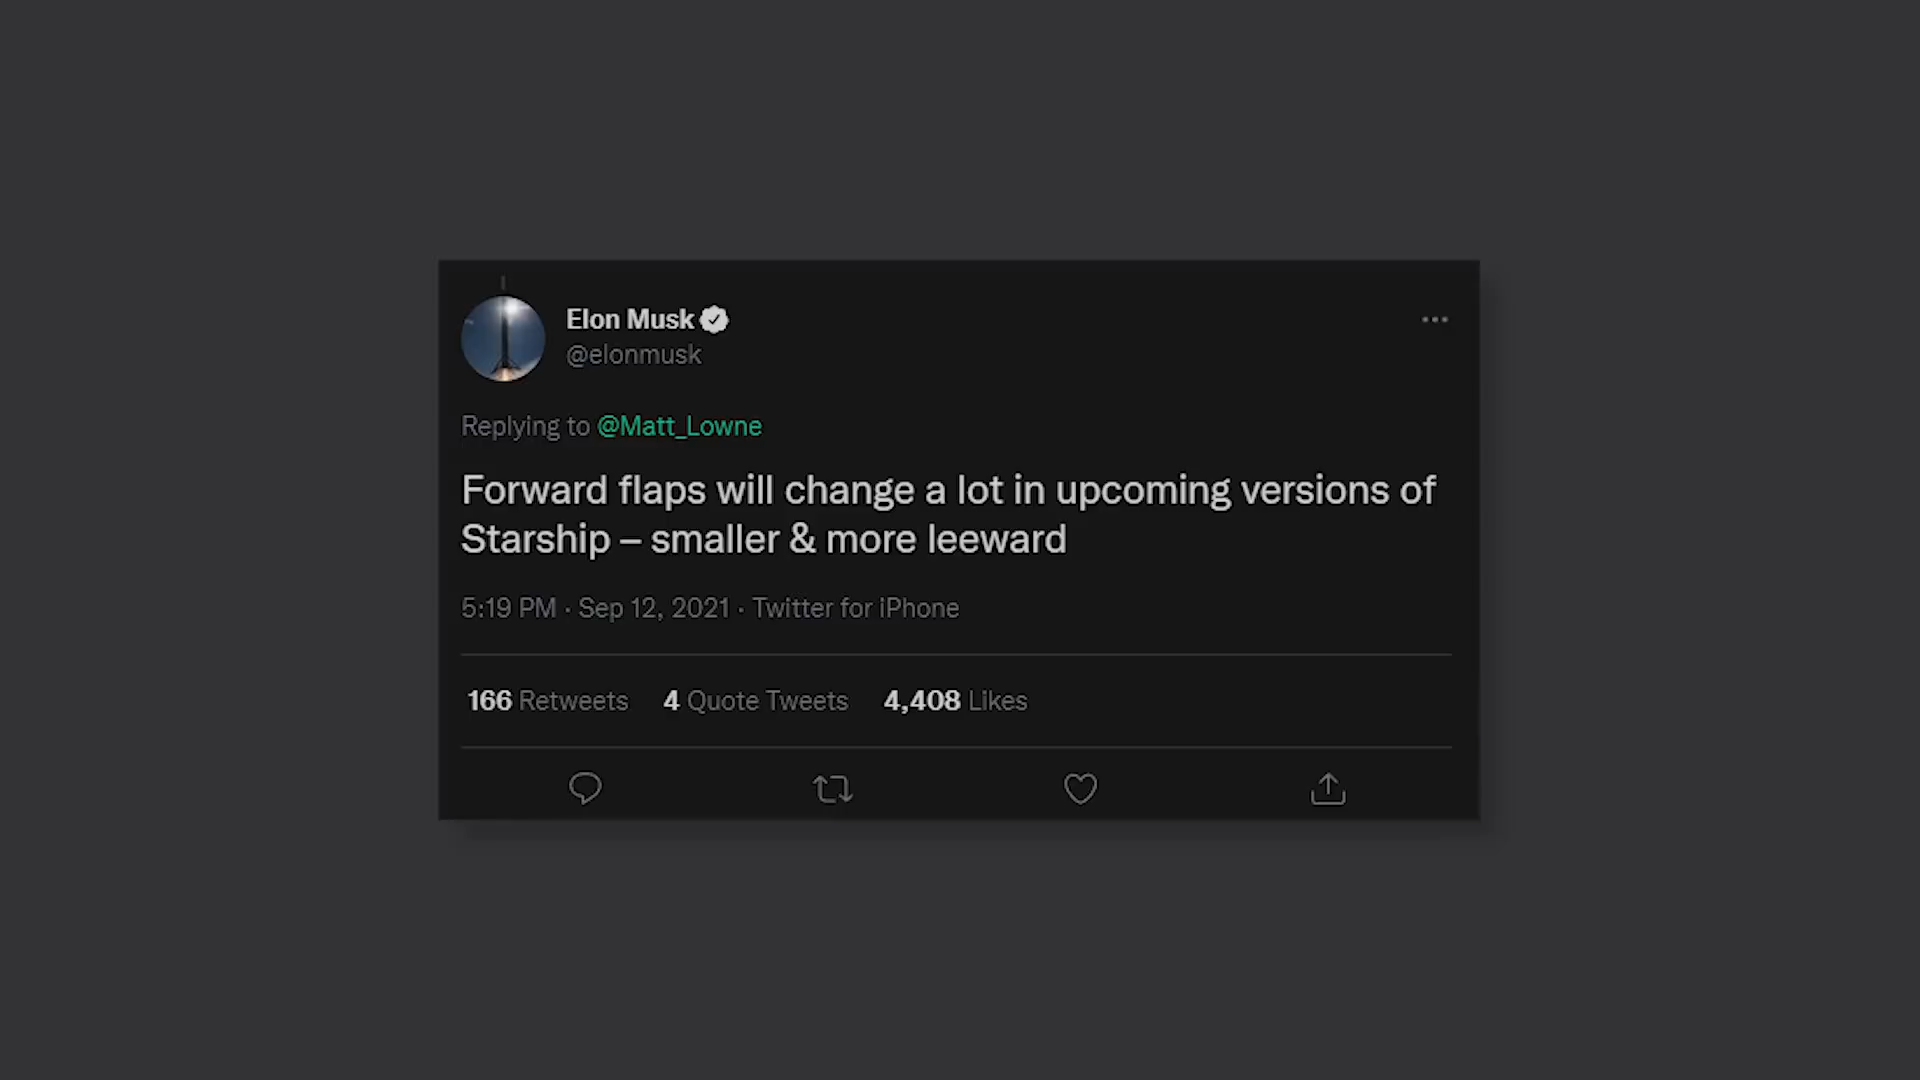 Elon Musk
@elonmusk
Replying to @Matt_Lowne
Forward flaps will change a lot in upcoming versions of
Starship – smaller & more leeward
5:19 PM · Sep 12, 2021 · Twitter for iPhone
166 Retweets 4 Quote Tweets 4,408 Likes